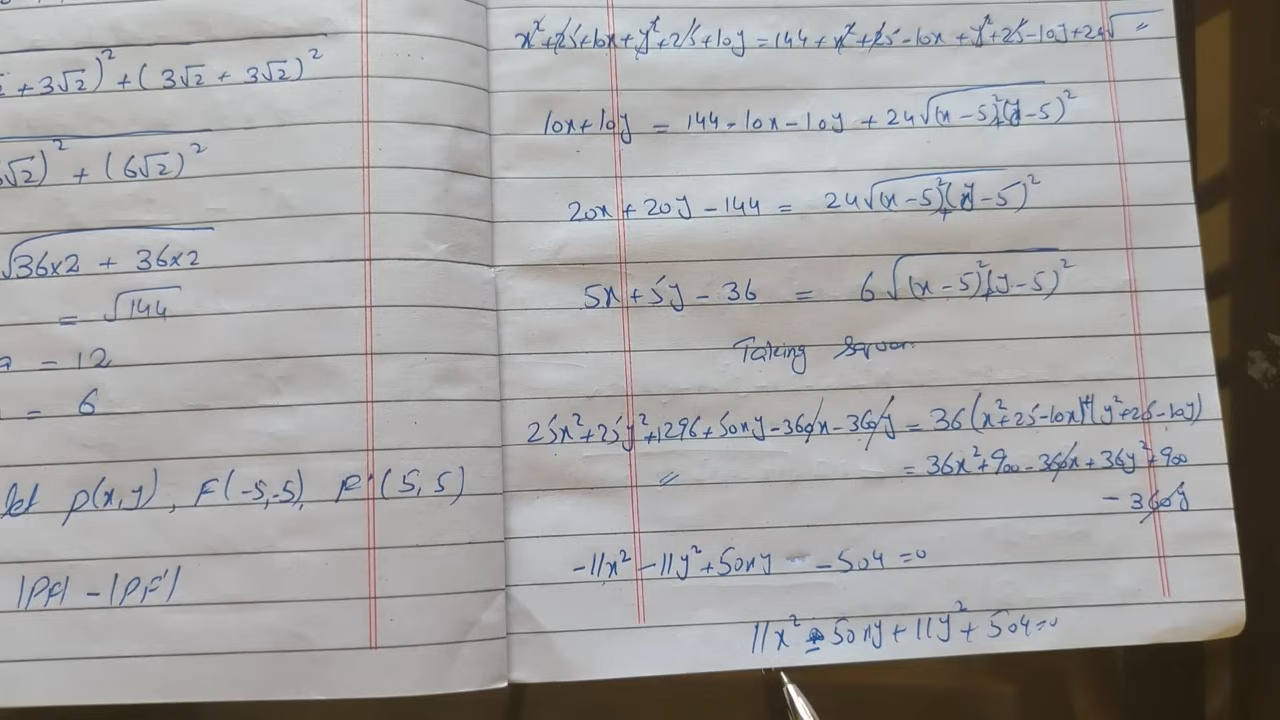 + 3√2)² + (3√2 + 3√2)²
√2)² + (6√2)²
√36×2 + 36×2
= √144
= 12
= 6
let P(x,y), F(-5,-5), F'(5,5)
|PF| - |PF'|
x²+25+10x+y²+25+10y = 144+x²+25-10x+y²+25-10y+24√ =
10x+10y = 144-10x-10y+24√(x-5)²+(y-5)²
20x+20y-144 = 24√(x-5)²+(y-5)²
5x+5y-36 = 6√(x-5)²+(y-5)²
Taking
25x²+25y²+1296+50xy-360x-360y = 36(x²+25-10x)+(y²+25-10y)
〃 = 36x²+900-360x+36y²+900
-360y
-11x²-11y²+50xy -504=0
11x²-50xy+11y²+504=0